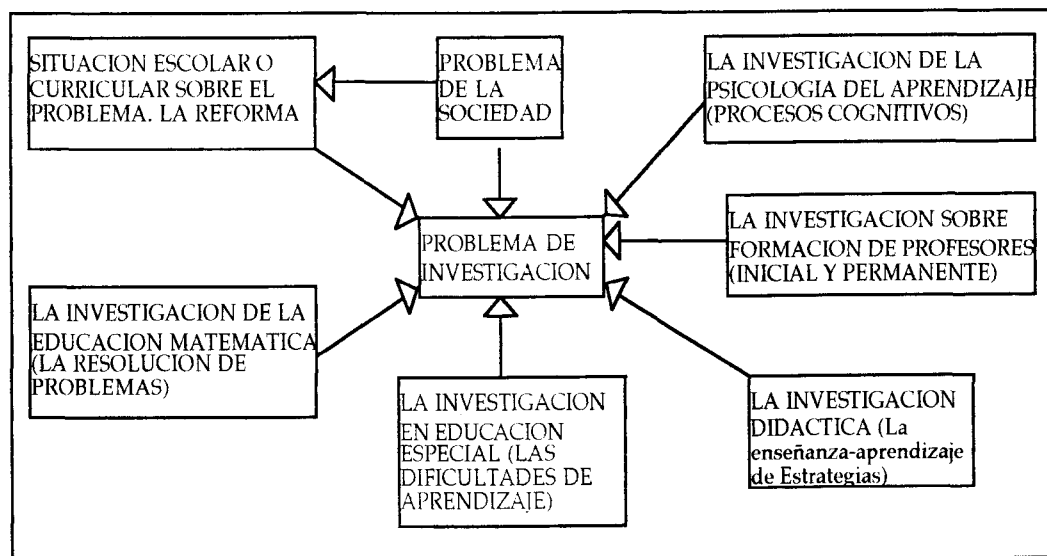 SITUACION ESCOLAR O
CURRICULAR SOBRE EL
PROBLEMA. LA REFORMA
PROBLEMA
DE LA
SOCIEDAD
LA INVESTIGACION DE LA
PSICOLOGIA DEL APRENDIZAJE
(PROCESOS COGNITIVOS)
PROBLEMA DE
INVESTIGACION
LA INVESTIGACION SOBRE
FORMACION DE PROFESORES
(INICIAL Y PERMANENTE)
LA INVESTIGACION DE LA
EDUCACION MATEMATICA
(LA RESOLUCION DE
PROBLEMAS)
LA INVESTIGACION
EN EDUCACION
ESPECIAL (LAS
DIFICULTADES DE
APRENDIZAJE)
LA INVESTIGACION
DIDACTICA (La
enseñanza-aprendizaje
de Estrategias)